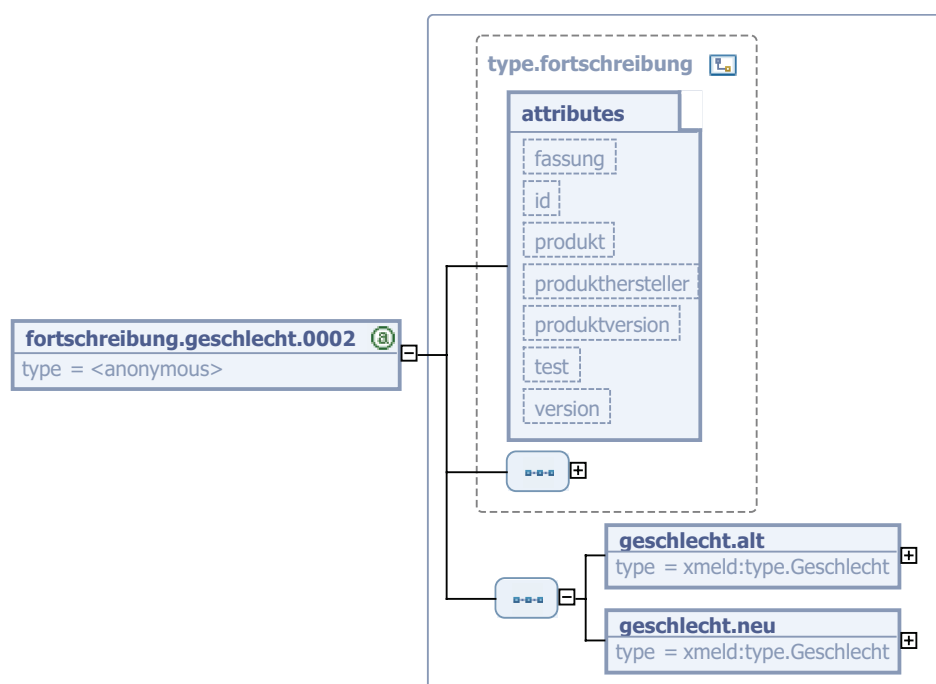 type.fortschreibung
attributes
fassung
id
produkt
produkthersteller
produktversion
test
version
fortschreibung.geschlecht.0002 a
type = <anonymous>
geschlecht.alt
type = xmeld:type.Geschlecht
geschlecht.neu
type = xmeld:type.Geschlecht